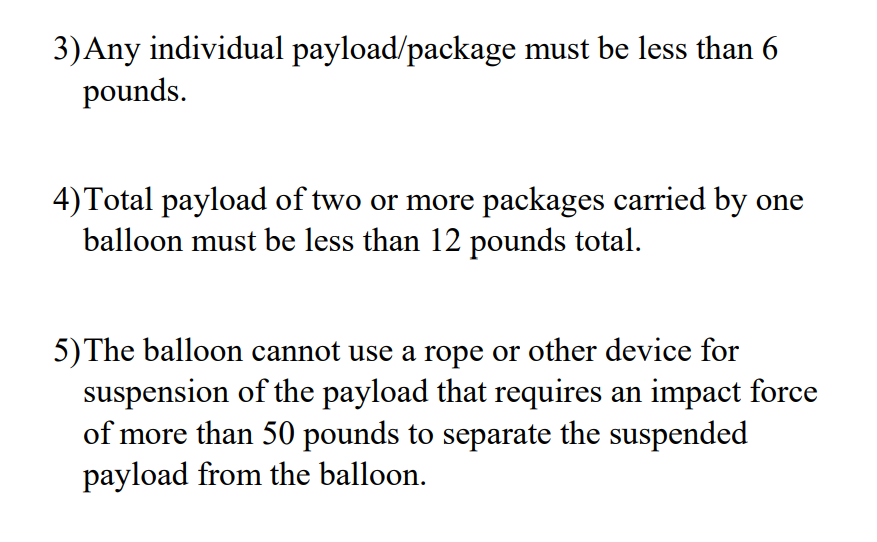 3) Any individual payload/package must be less than 6
pounds.
4) Total payload of two or more packages carried by one
balloon must be less than 12 pounds total.
5) The balloon cannot use a rope or other device for
suspension of the payload that requires an impact force
of more than 50 pounds to separate the suspended
payload from the balloon.